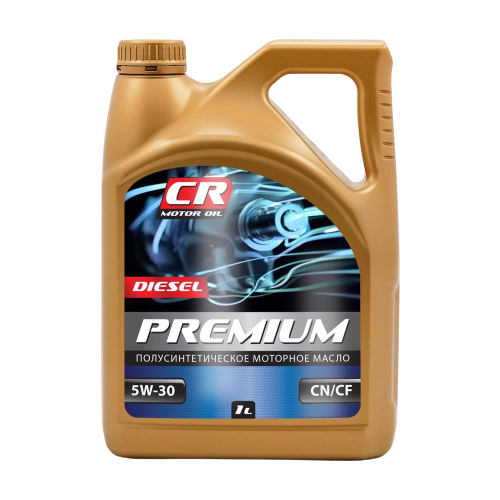 CR
MOTOR OIL
DIESEL
PREMIUM
ПОЛУСИНТЕТИЧЕСКОЕ МОТОРНОЕ МАСЛО
5W-30 CN/CF
1L